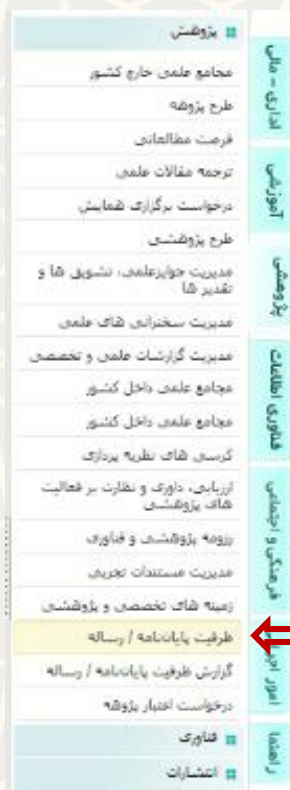 پژوهش
مجامع علمی خارج کشور
طرح پژوهه
فرصت مطالعاتی
ترجمه مقالات علمی
درخواست برگزاری همایش
طرح پژوهشی
مدیریت جوایزعلمی، تشویق ها و
تقدیر ها
مدیریت سخنرانی های علمی
مدیریت گزارشات علمی و تخصصی
مجامع علمی داخل کشور
مجامع علمی داخل کشور
کرسی های نظریه پردازی
ارزیابی، داوری و نظارت بر فعالیت
های پژوهشی
رزومه پژوهشی و فناوری
مدیریت مستندات تجربی
زمینه های تخصصی و پژوهشی
ظرفیت پایان‌نامه / رساله
گزارش ظرفیت پایان‌نامه / رساله
درخواست اعتبار پژوهه
فناوری
انتشارات
اداری - مالی
آموزشی
پژوهشی
فناوری اطلاعات
فرهنگی و اجتماعی
امور
راهنما